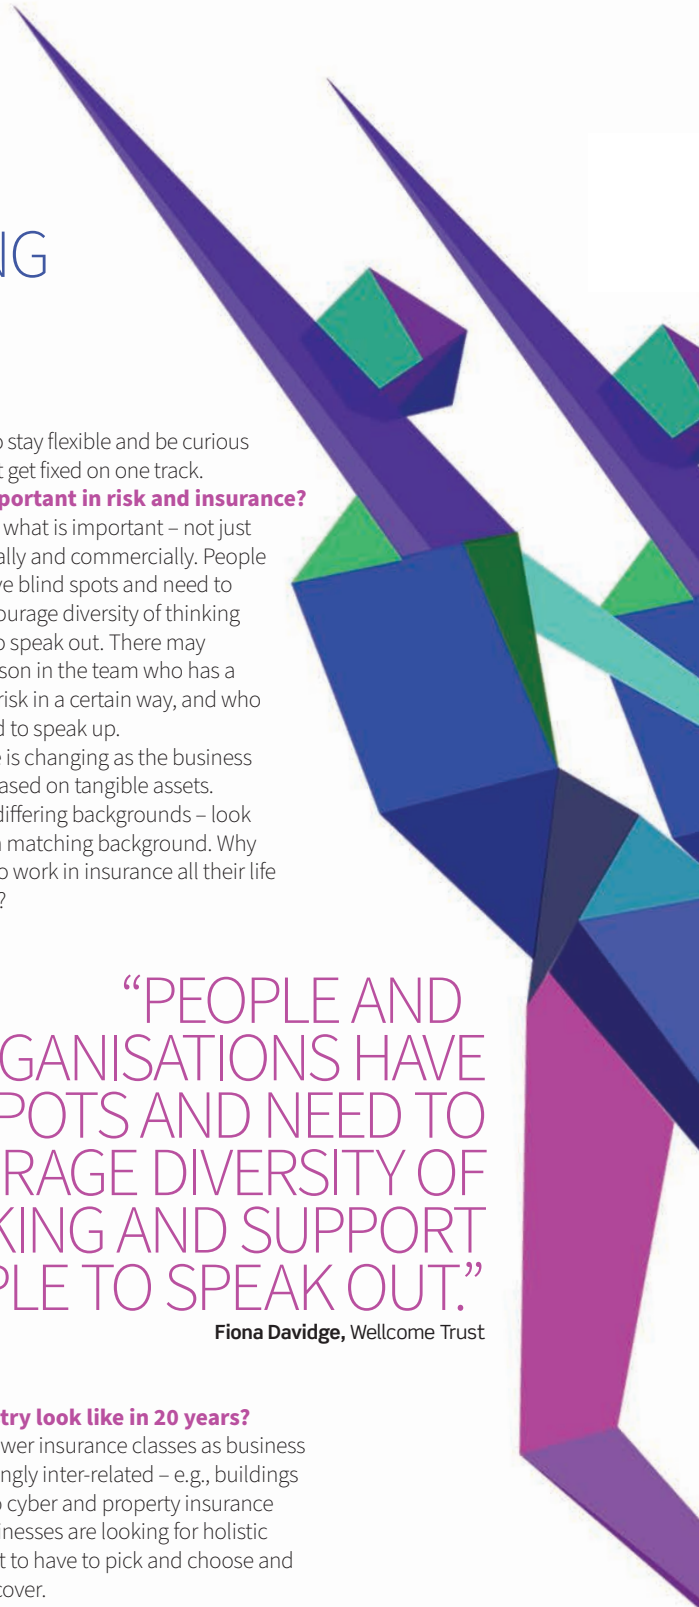 NG
o stay flexible and be curious
t get fixed on one track.
portant in risk and insurance?
what is important – not just
ally and commercially. People
ve blind spots and need to
ourage diversity of thinking
o speak out. There may
son in the team who has a
risk in a certain way, and who
d to speak up.
e is changing as the business
ased on tangible assets.
differing backgrounds – look
n matching background. Why
o work in insurance all their life
?
“PEOPLE AND
GANISATIONS HAVE
POTS AND NEED TO
RAGE DIVERSITY OF
KING AND SUPPORT
PLE TO SPEAK OUT.”
Fiona Davidge, Wellcome Trust
try look like in 20 years?
wer insurance classes as business
ngly inter-related – e.g., buildings
o cyber and property insurance
inesses are looking for holistic
t to have to pick and choose and
cover.